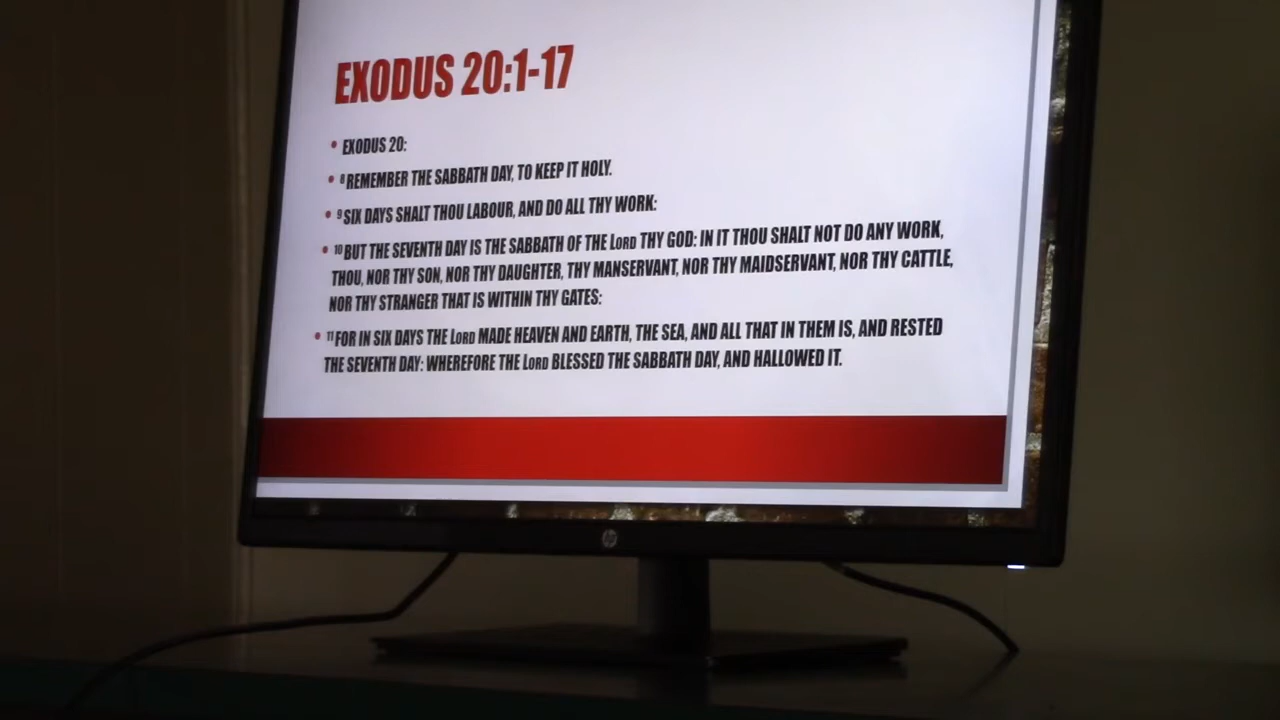 EXODUS 20:1-17
• EXODUS 20:
• 8 REMEMBER THE SABBATH DAY, TO KEEP IT HOLY.
• 9 SIX DAYS SHALT THOU LABOUR, AND DO ALL THY WORK:
• 10 BUT THE SEVENTH DAY IS THE SABBATH OF THE LORD THY GOD: IN IT THOU SHALT NOT DO ANY WORK,
THOU, NOR THY SON, NOR THY DAUGHTER, THY MANSERVANT, NOR THY MAIDSERVANT, NOR THY CATTLE,
NOR THY STRANGER THAT IS WITHIN THY GATES:
• 11 FOR IN SIX DAYS THE LORD MADE HEAVEN AND EARTH, THE SEA, AND ALL THAT IN THEM IS, AND RESTED
THE SEVENTH DAY: WHEREFORE THE LORD BLESSED THE SABBATH DAY, AND HALLOWED IT.
hp